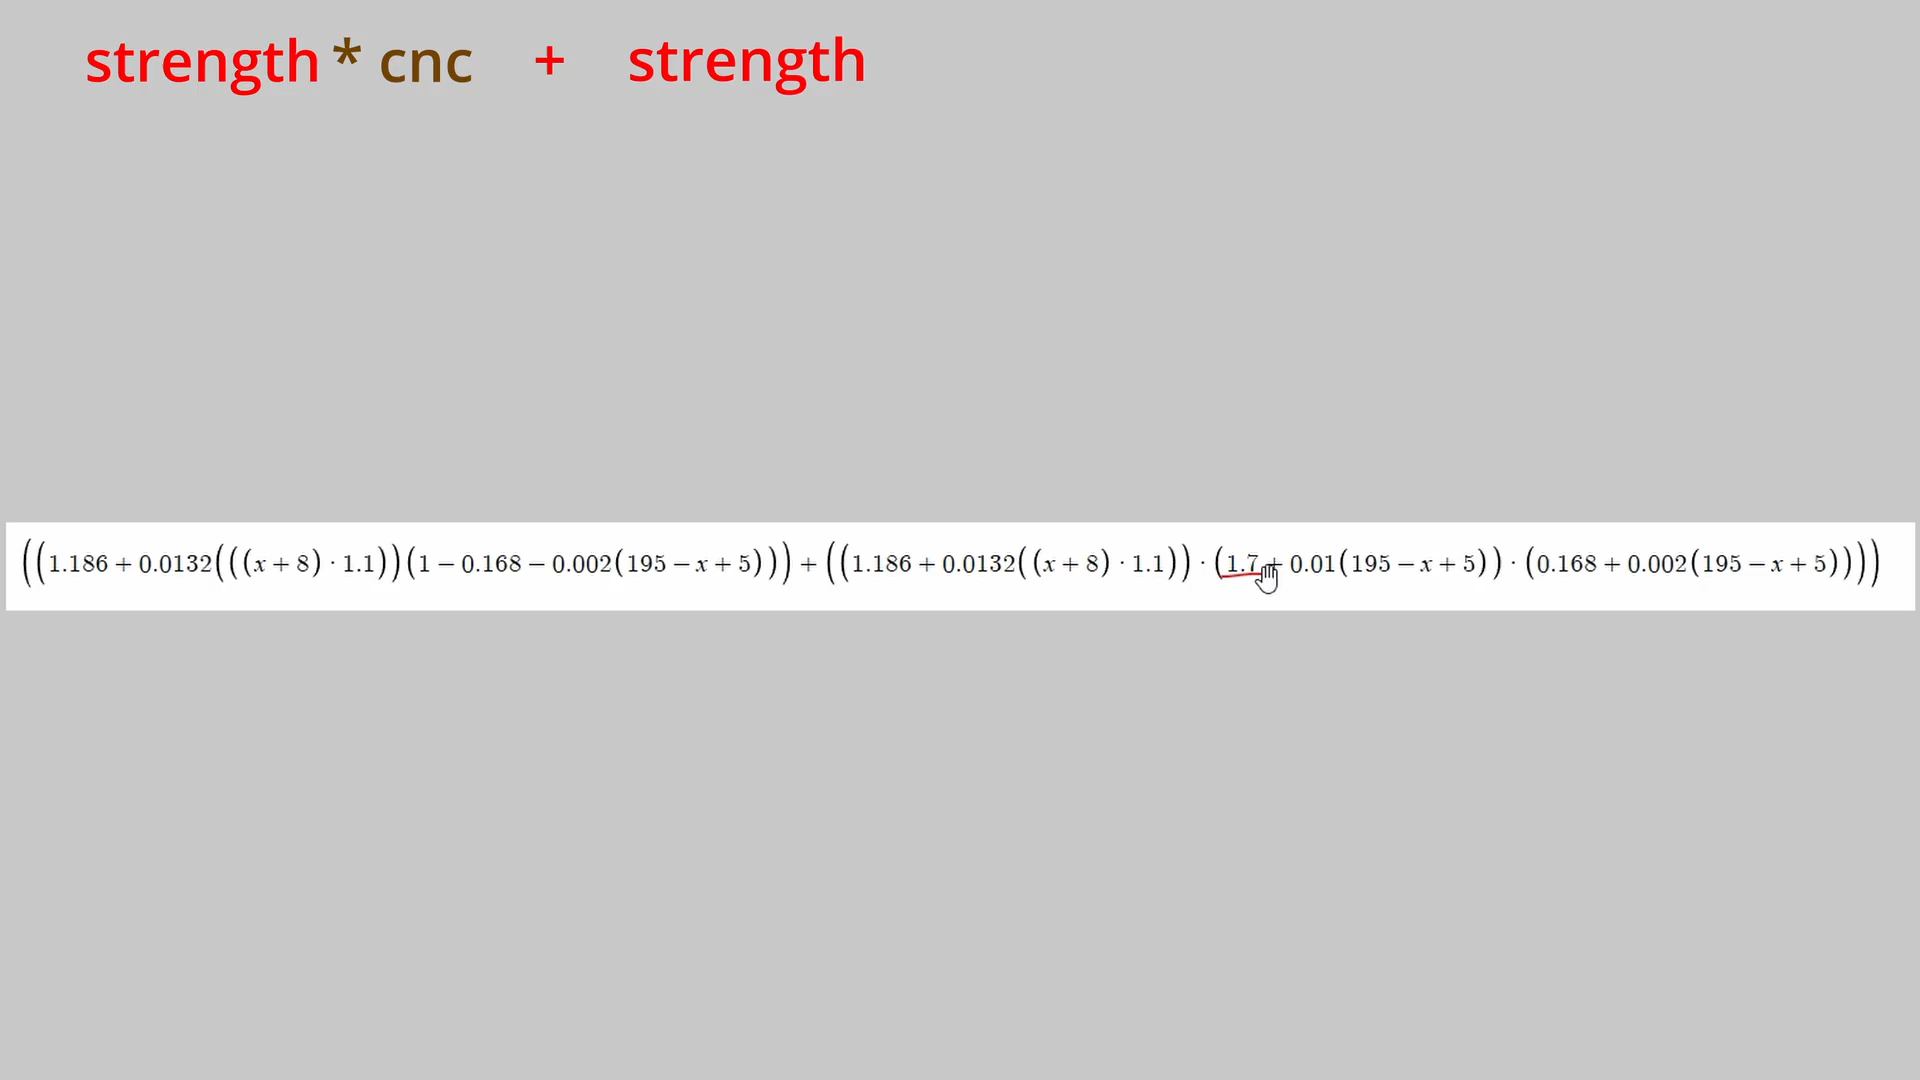 strength * cnc + strength
((1.186 + 0.0132(((x + 8) · 1.1))(1 − 0.168 − 0.002(195 − x + 5))) + ((1.186 + 0.0132((x + 8) · 1.1)) · (1.7 + 0.01(195 − x + 5)) · (0.168 + 0.002(195 − x + 5))))